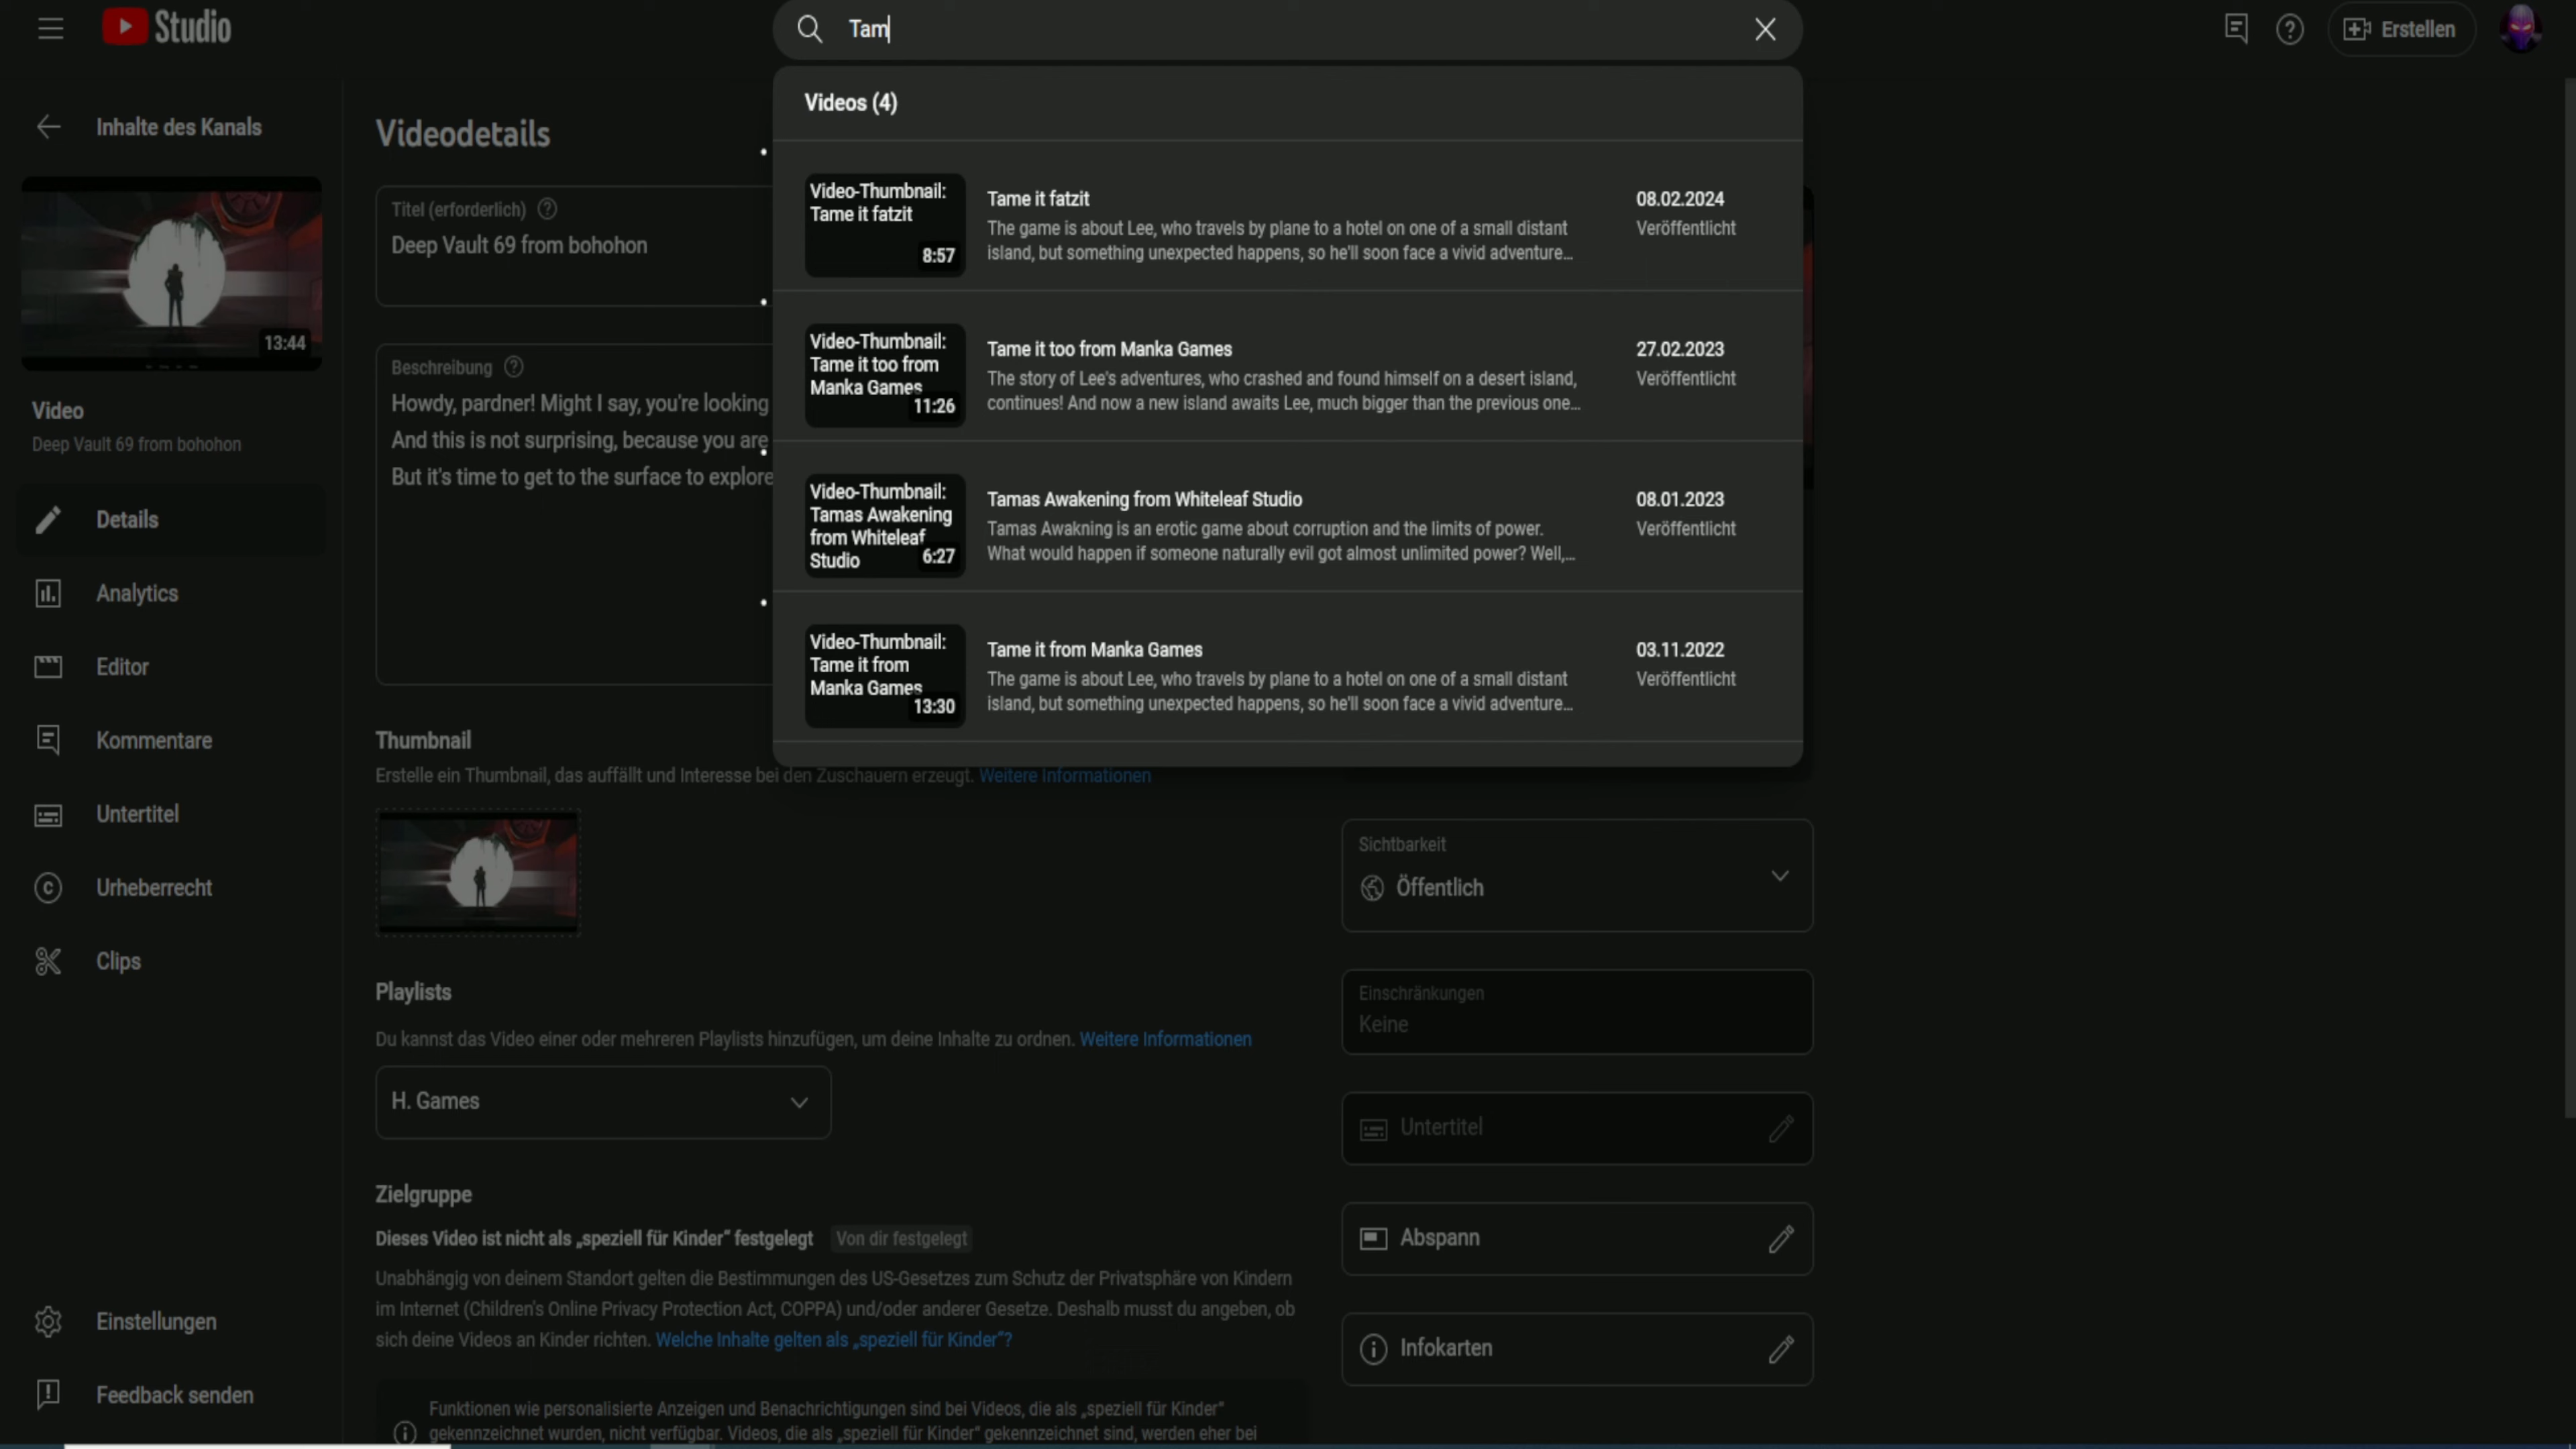 Studio
Tam
Erstellen
Inhalte des Kanals
13:44
Video
Deep Vault 69 from bohohon
Details
Analytics
Editor
Kommentare
Untertitel
Urheberrecht
Clips
Einstellungen
Feedback senden
Videodetails
Titel (erforderlich)
Deep Vault 69 from bohohon
Beschreibung
Howdy, pardner! Might I say, you're looking
And this is not surprising, because you are
But it's time to get to the surface to explore
Videos (4)
Video-Thumbnail:
Tame it fatzit
8:57
Tame it fatzit
The game is about Lee, who travels by plane to a hotel on one of a small distant
island, but something unexpected happens, so he'll soon face a vivid adventure...
08.02.2024
Veröffentlicht
Video-Thumbnail:
Tame it too from
Manka Games
11:26
Tame it too from Manka Games
The story of Lee's adventures, who crashed and found himself on a desert island,
continues! And now a new island awaits Lee, much bigger than the previous one...
27.02.2023
Veröffentlicht
Video-Thumbnail:
Tamas Awakening
from Whiteleaf
Studio
6:27
Tamas Awakening from Whiteleaf Studio
Tamas Awakning is an erotic game about corruption and the limits of power.
What would happen if someone naturally evil got almost unlimited power? Well,...
08.01.2023
Veröffentlicht
Video-Thumbnail:
Tame it from
Manka Games
13:30
Tame it from Manka Games
The game is about Lee, who travels by plane to a hotel on one of a small distant
island, but something unexpected happens, so he'll soon face a vivid adventure...
03.11.2022
Veröffentlicht
Thumbnail
Erstelle ein Thumbnail, das auffällt und Interesse bei den Zuschauern erzeugt. Weitere Informationen
Playlists
Du kannst das Video einer oder mehreren Playlists hinzufügen, um deine Inhalte zu ordnen. Weitere Informationen
H. Games
Zielgruppe
Dieses Video ist nicht als „speziell für Kinder" festgelegt Von dir festgelegt
Unabhängig von deinem Standort gelten die Bestimmungen des US-Gesetzes zum Schutz der Privatsphäre von Kindern
im Internet (Children's Online Privacy Protection Act, COPPA) und/oder anderer Gesetze. Deshalb musst du angeben, ob
sich deine Videos an Kinder richten. Welche Inhalte gelten als „speziell für Kinder"?
Funktionen wie personalisierte Anzeigen und Benachrichtigungen sind bei Videos, die als „speziell für Kinder"
gekennzeichnet wurden, nicht verfügbar. Videos, die als „speziell für Kinder" gekennzeichnet sind, werden eher bei
Sichtbarkeit
Öffentlich
Einschränkungen
Keine
Untertitel
Abspann
Infokarten